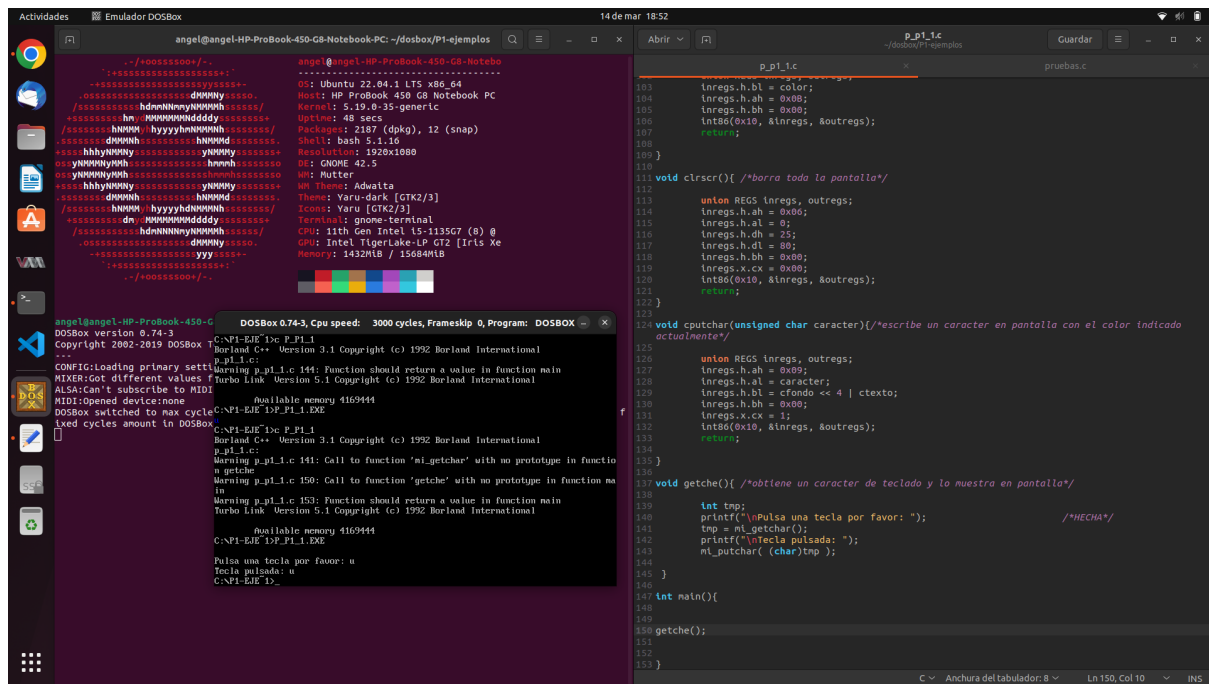 Actividades
Emulador DOSBox
14 de mar 18:52
angel@angel-HP-ProBook-450-G8-Notebook-PC: ~/dosbox/P1-ejemplos
angel@angel-HP-ProBook-450-G8-Notebo
OS: Ubuntu 22.04.1 LTS x86_64
Host: HP ProBook 450 G8 Notebook PC
Kernel: 5.19.0-35-generic
Uptime: 48 secs
Packages: 2187 (dpkg), 12 (snap)
Shell: bash 5.1.16
Resolution: 1920x1080
DE: GNOME 42.5
WM: Mutter
WM Theme: Adwaita
Theme: Yaru-dark [GTK2/3]
Icons: Yaru [GTK2/3]
Terminal: gnome-terminal
CPU: 11th Gen Intel i5-1135G7 (8) @
GPU: Intel TigerLake-LP GT2 [Iris Xe
Memory: 1432MiB / 15684MiB
angel@angel-HP-ProBook-450-G
DOSBox version 0.74-3
Copyright 2002-2019 DOSBox T
---
CONFIG:Loading primary setti
MIXER:Got different values f
ALSA:Can't subscribe to MIDI
MIDI:Opened device:none
DOSBox switched to max cycle
f
ixed cycles amount in DOSBox
DOSBox 0.74-3, Cpu speed: 3000 cycles, Frameskip 0, Program: DOSBOX
C:\P1-EJE~1>c P_P1_1
Borland C++ Version 3.1 Copyright (c) 1992 Borland International
p_p1_1.c:
Warning p_p1_1.c 144: Function should return a value in function main
Turbo Link Version 5.1 Copyright (c) 1992 Borland International
Available memory 4169444
C:\P1-EJE~1>P_P1_1.EXE
C:\P1-EJE~1>c P_P1_1
Borland C++ Version 3.1 Copyright (c) 1992 Borland International
p_p1_1.c:
Warning p_p1_1.c 141: Call to function 'mi_getchar' with no prototype in functio
n getche
Warning p_p1_1.c 150: Call to function 'getche' with no prototype in function ma
in
Warning p_p1_1.c 153: Function should return a value in function main
Turbo Link Version 5.1 Copyright (c) 1992 Borland International
Available memory 4169444
C:\P1-EJE~1>P_P1_1.EXE
Pulsa una tecla por favor: u
Tecla pulsada: u
C:\P1-EJE~1>_
Abrir
p_p1_1.c
~/dosbox/P1-ejemplos
Guardar
p_p1_1.c
pruebas.c
103 inregs.h.bl = color;
104 inregs.h.ah = 0x0B;
105 inregs.h.bh = 0x00;
106 int86(0x10, &inregs, &outregs);
107 return;
108
109 }
110
111 void clrscr(){ /*borra toda la pantalla*/
112
113 union REGS inregs, outregs;
114 inregs.h.ah = 0x06;
115 inregs.h.al = 0;
116 inregs.h.dh = 25;
117 inregs.h.dl = 80;
118 inregs.h.bh = 0x00;
119 inregs.x.cx = 0x00;
120 int86(0x10, &inregs, &outregs);
121 return;
122 }
123
124 void cputchar(unsigned char caracter){/*escribe un caracter en pantalla con el color indicado
actualmente*/
125
126 union REGS inregs, outregs;
127 inregs.h.ah = 0x09;
128 inregs.h.al = caracter;
129 inregs.h.bl = cfondo << 4 | ctexto;
130 inregs.h.bh = 0x00;
131 inregs.x.cx = 1;
132 int86(0x10, &inregs, &outregs);
133 return;
134
135 }
136
137 void getche(){ /*obtiene un caracter de teclado y lo muestra en pantalla*/
138
139 int tmp;
140 printf("\nPulsa una tecla por favor: "); /*HECHA*/
141 tmp = mi_getchar();
142 printf("\nTecla pulsada: ");
143 mi_putchar( (char)tmp );
144
145 }
146
147 int main(){
148
149
150 getche();
151
152
153 }
C
Anchura del tabulador: 8
Ln 150, Col 10
INS